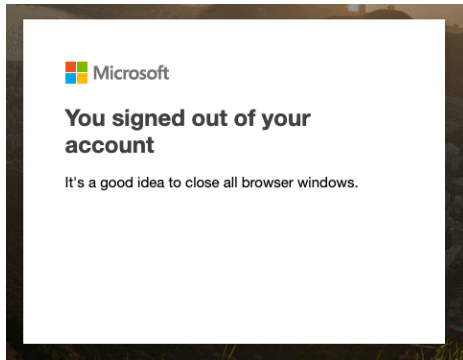 Microsoft
You signed out of your
account
It's a good idea to close all browser windows.